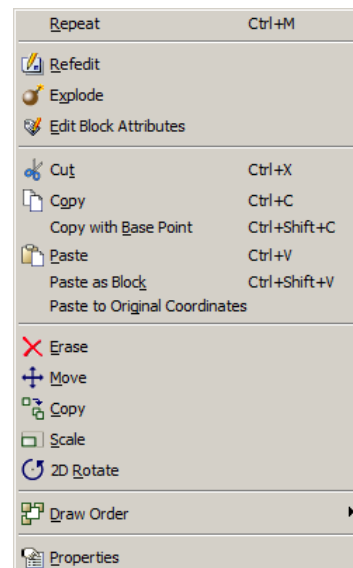 Repeat Ctrl+M
Refedit
Explode
Edit Block Attributes
Cut Ctrl+X
Copy Ctrl+C
Copy with Base Point Ctrl+Shift+C
Paste Ctrl+V
Paste as Block Ctrl+Shift+V
Paste to Original Coordinates
Erase
Move
Copy
Scale
2D Rotate
Draw Order
Properties